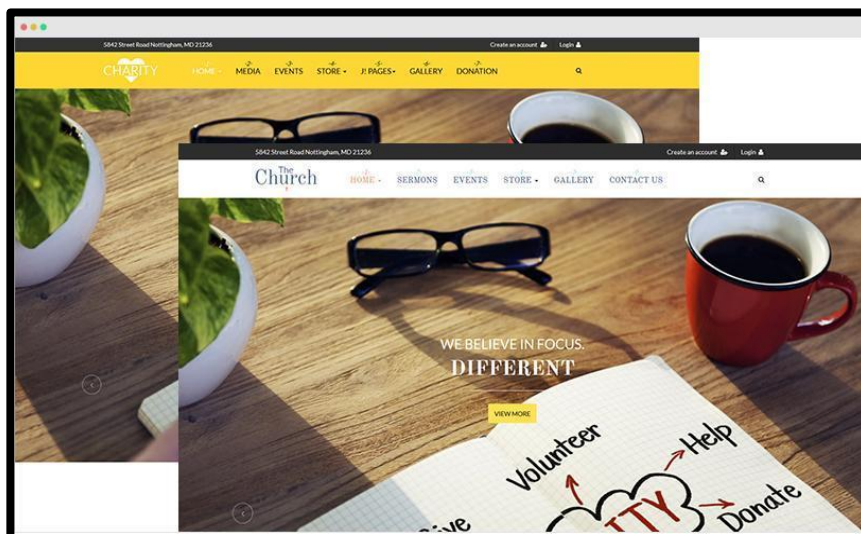 5842 Street Road Nottingham, MD 21236 Create an account Login
CHARITY HOME MEDIA EVENTS STORE J! PAGES GALLERY DONATION
5842 Street Road Nottingham, MD 21236 Create an account Login
The Church HOME SERMONS EVENTS STORE GALLERY CONTACT US
WE BELIEVE IN FOCUS.
DIFFERENT
VIEW MORE
Volunteer
Help
Donate